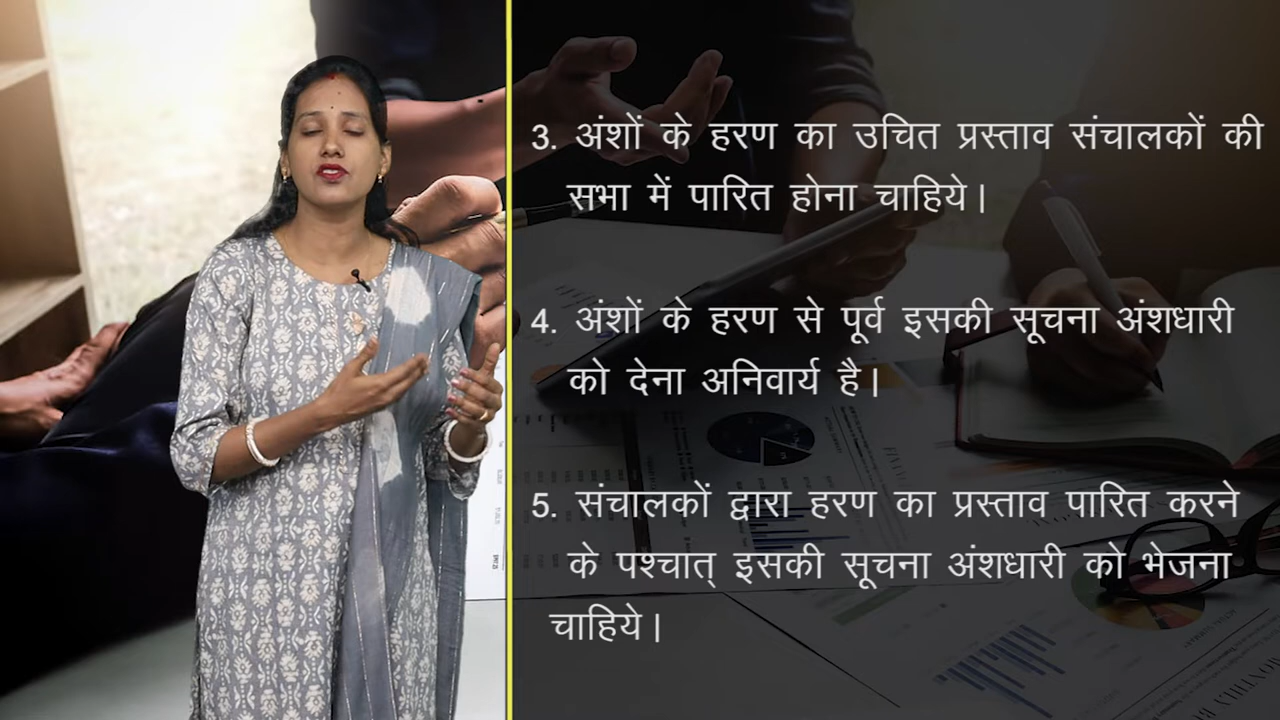 3. अंशों के हरण का उचित प्रस्ताव संचालकों की
सभा में पारित होना चाहिये।
4. अंशों के हरण से पूर्व इसकी सूचना अंशधारी
को देना अनिवार्य है।
5. संचालकों द्वारा हरण का प्रस्ताव पारित करने
के पश्चात् इसकी सूचना अंशधारी को भेजना
चाहिये।